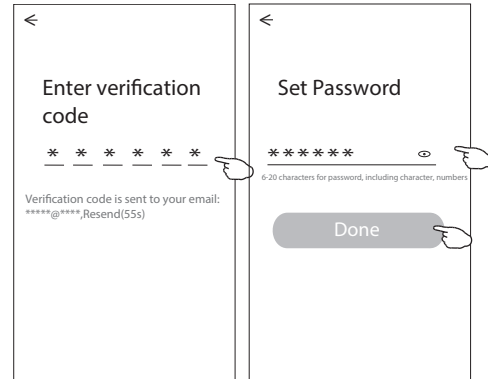 Enter verification
code
* * * * * *
Verification code is sent to your email:
*****@****,Resend(55s)
Set Password
******
6-20 characters for password, including character, numbers
Done